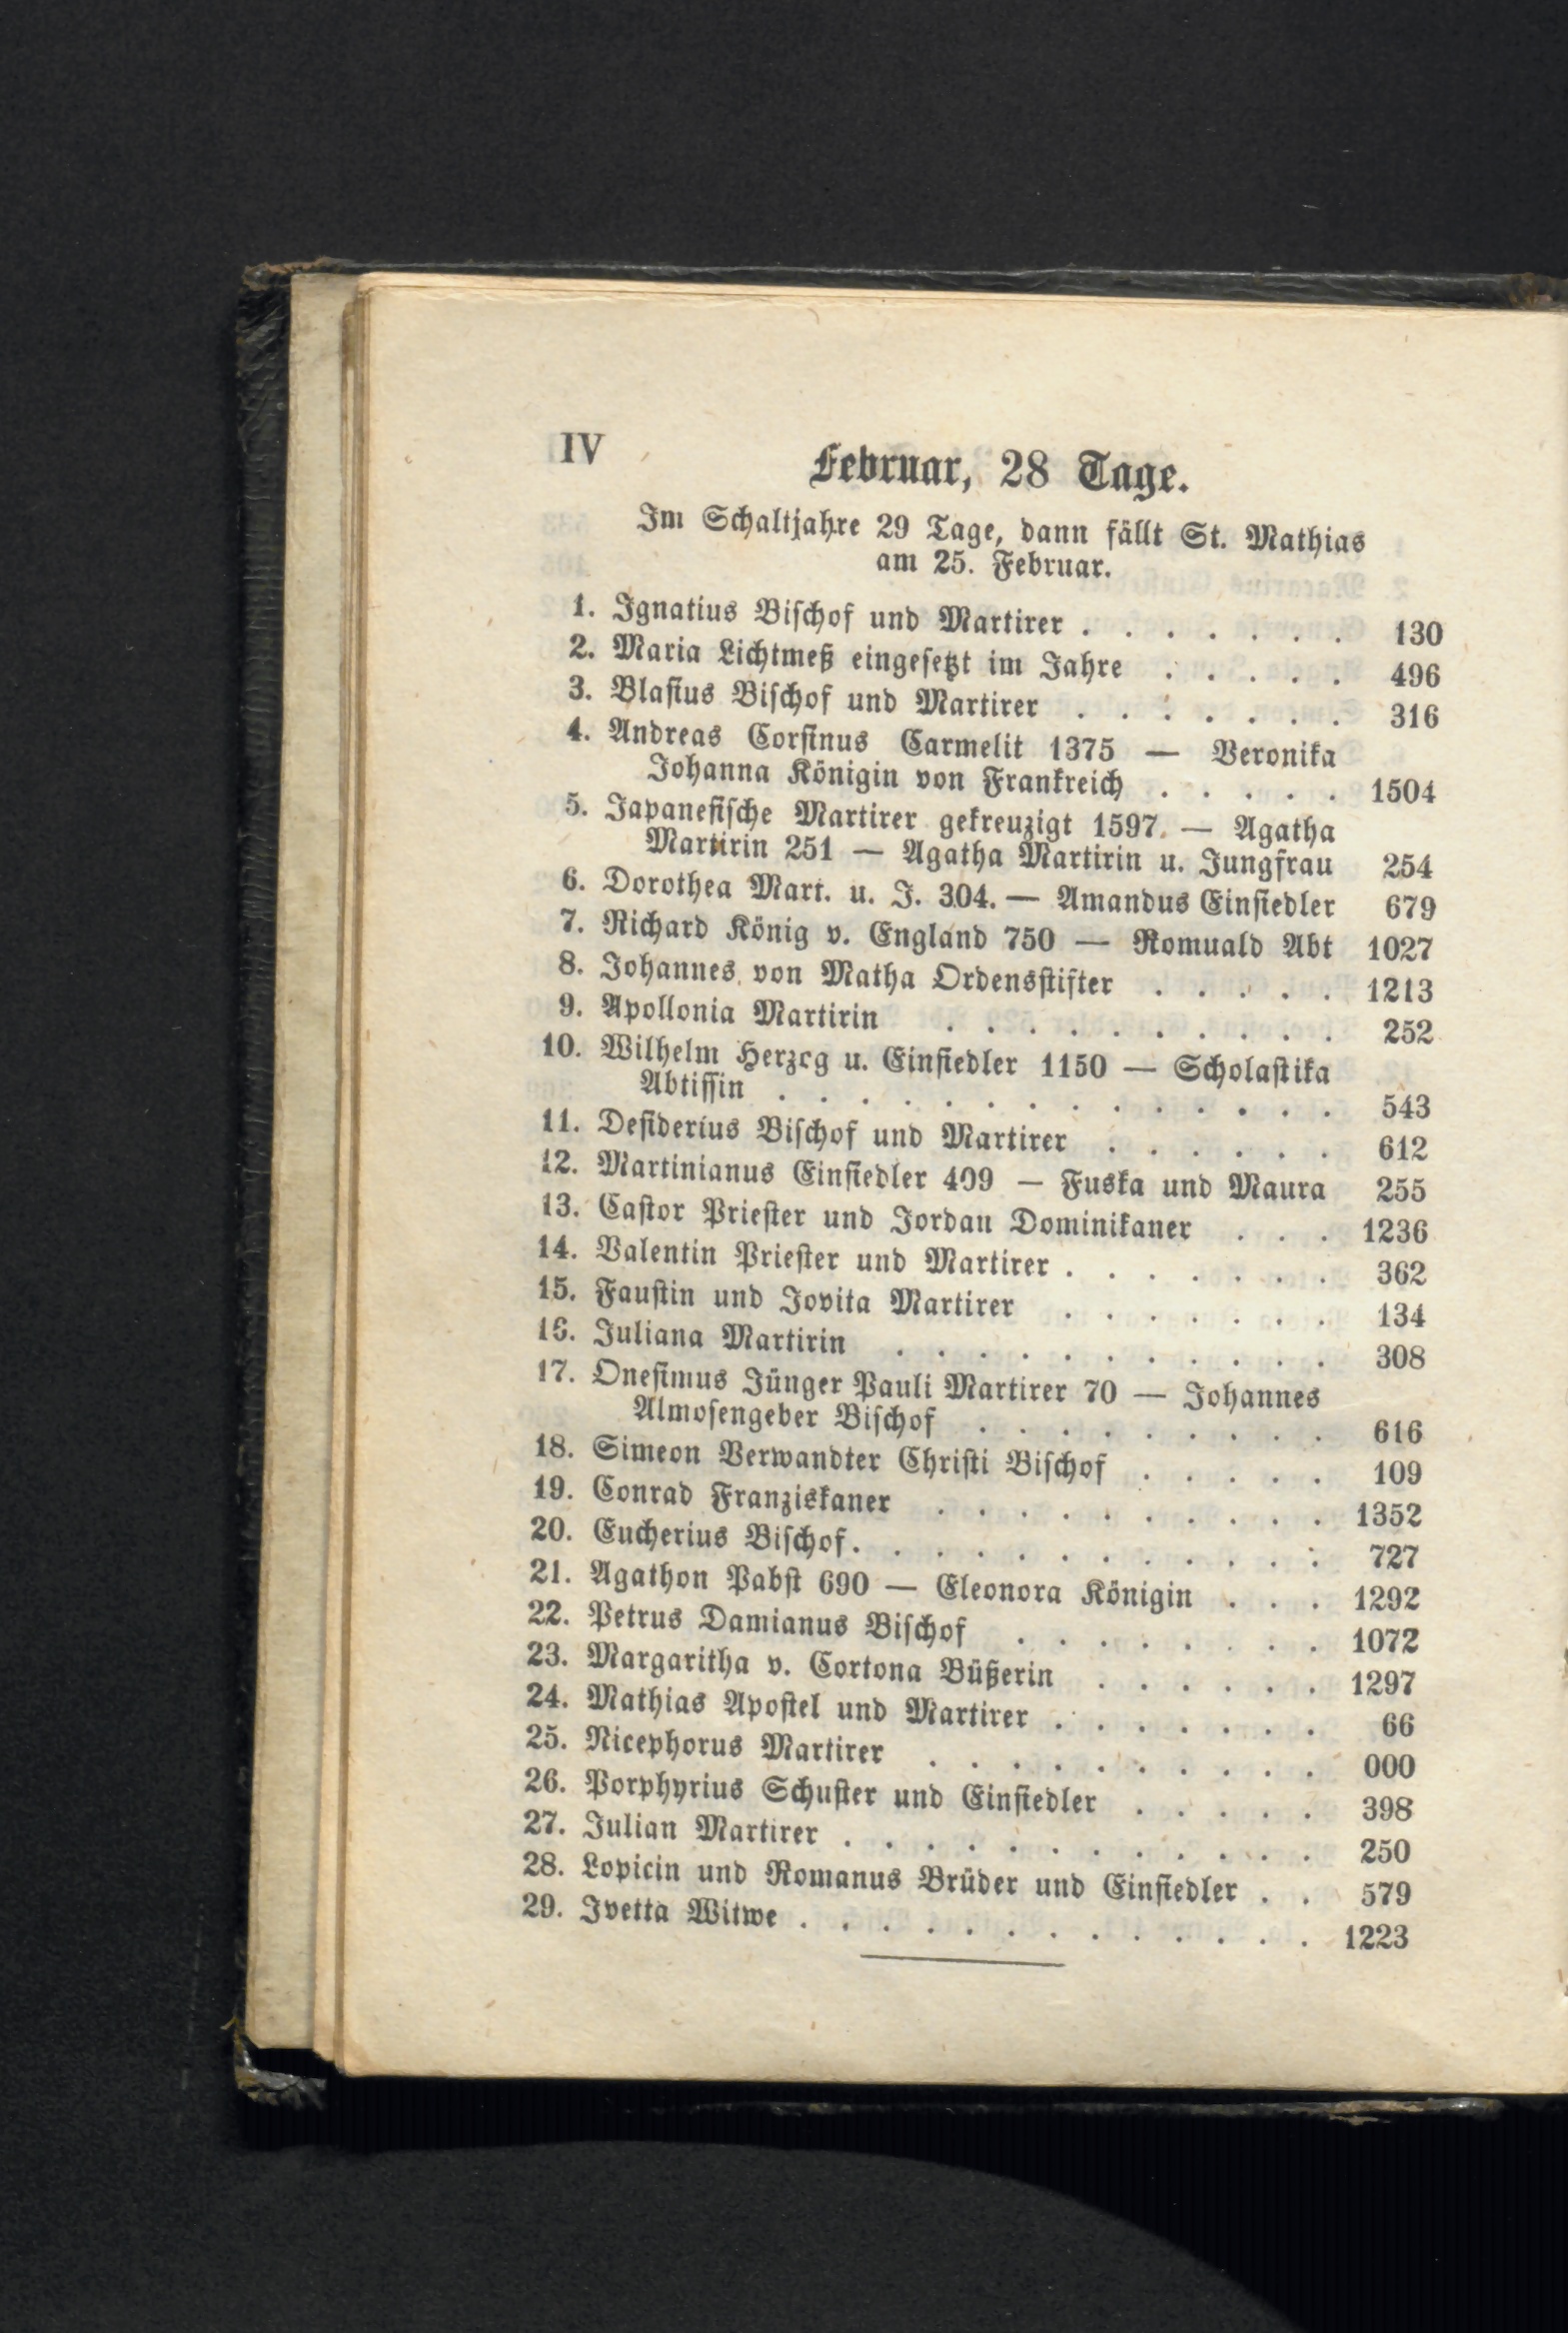 IV
Februar, 28 Tage.
Im Schaltjahre 29 Tage, dann fällt St. Mathias
am 25. Februar.
1. Ignatius Bischof und Martirer . . . . . . . 130
2. Maria Lichtmeß eingesetzt im Jahre . . . . . 496
3. Blasius Bischof und Martirer . . . . . . . 316
4. Andreas Corsinus Carmelit 1375 — Veronika
Johanna Königin von Frankreich . . . . . 1504
5. Japanesische Martirer gekreuzigt 1597. — Agatha
Martirin 251 — Agatha Martirin u. Jungfrau 254
6. Dorothea Mart. u. J. 304. — Amandus Einsiedler 679
7. Richard König v. England 750 — Romuald Abt 1027
8. Johannes von Matha Ordensstifter . . . . . 1213
9. Apollonia Martirin . . . . . . . . . . 252
10. Wilhelm Herzog u. Einsiedler 1150 — Scholastika
Abtissin . . . . . . . . . . . . . . 543
11. Desiderius Bischof und Martirer . . . . . . 612
12. Martinianus Einsiedler 409 — Fuska und Maura 255
13. Castor Priester und Jordan Dominikaner . . . 1236
14. Valentin Priester und Martirer . . . . . . . 362
15. Faustin und Jovita Martirer . . . . . . . 134
16. Juliana Martirin . . . . . . . . . . . 308
17. Onesimus Jünger Pauli Martirer 70 — Johannes
Almosengeber Bischof . . . . . . . . . 616
18. Simeon Verwandter Christi Bischof . . . . . 109
19. Conrad Franziskaner . . . . . . . . . . 1352
20. Eucherius Bischof . . . . . . . . . . . . 727
21. Agathon Pabst 690 — Eleonora Königin . . . 1292
22. Petrus Damianus Bischof . . . . . . . . 1072
23. Margaritha v. Cortona Büßerin . . . . . . 1297
24. Mathias Apostel und Martirer . . . . . . . 66
25. Nicephorus Martirer . . . . . . . . . . 000
26. Porphyrius Schuster und Einsiedler . . . . . 398
27. Julian Martirer . . . . . . . . . . . . 250
28. Lopicin und Romanus Brüder und Einsiedler . . 579
29. Ivetta Witwe . . . . . . . . . . . . . 1223